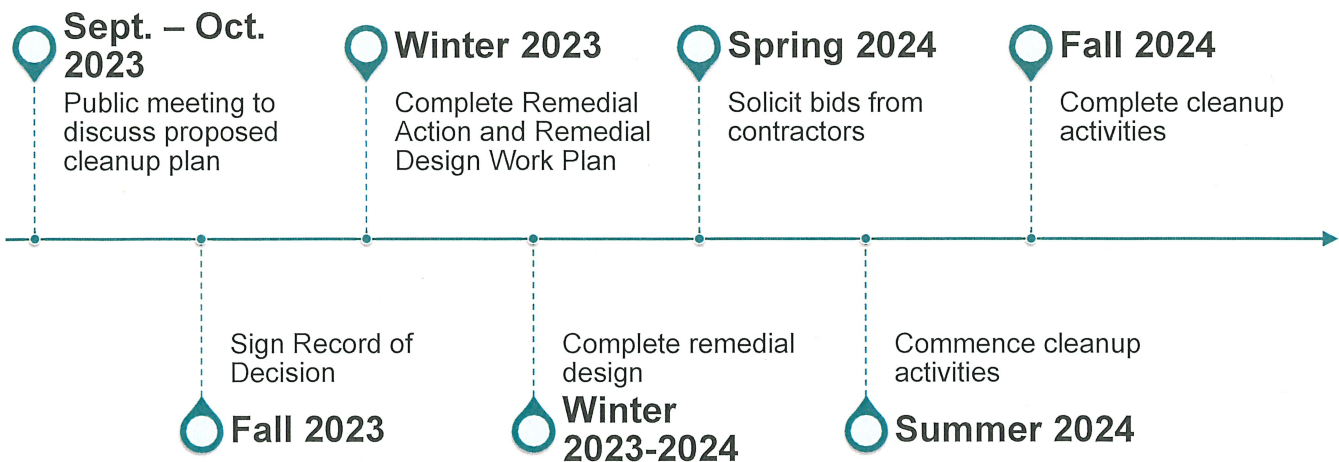 Sept. – Oct.
2023
Public meeting to
discuss proposed
cleanup plan
Sign Record of
Decision
Fall 2023
Winter 2023
Complete Remedial
Action and Remedial
Design Work Plan
Complete remedial
design
Winter
2023-2024
Spring 2024
Solicit bids from
contractors
Commence cleanup
activities
Summer 2024
Fall 2024
Complete cleanup
activities